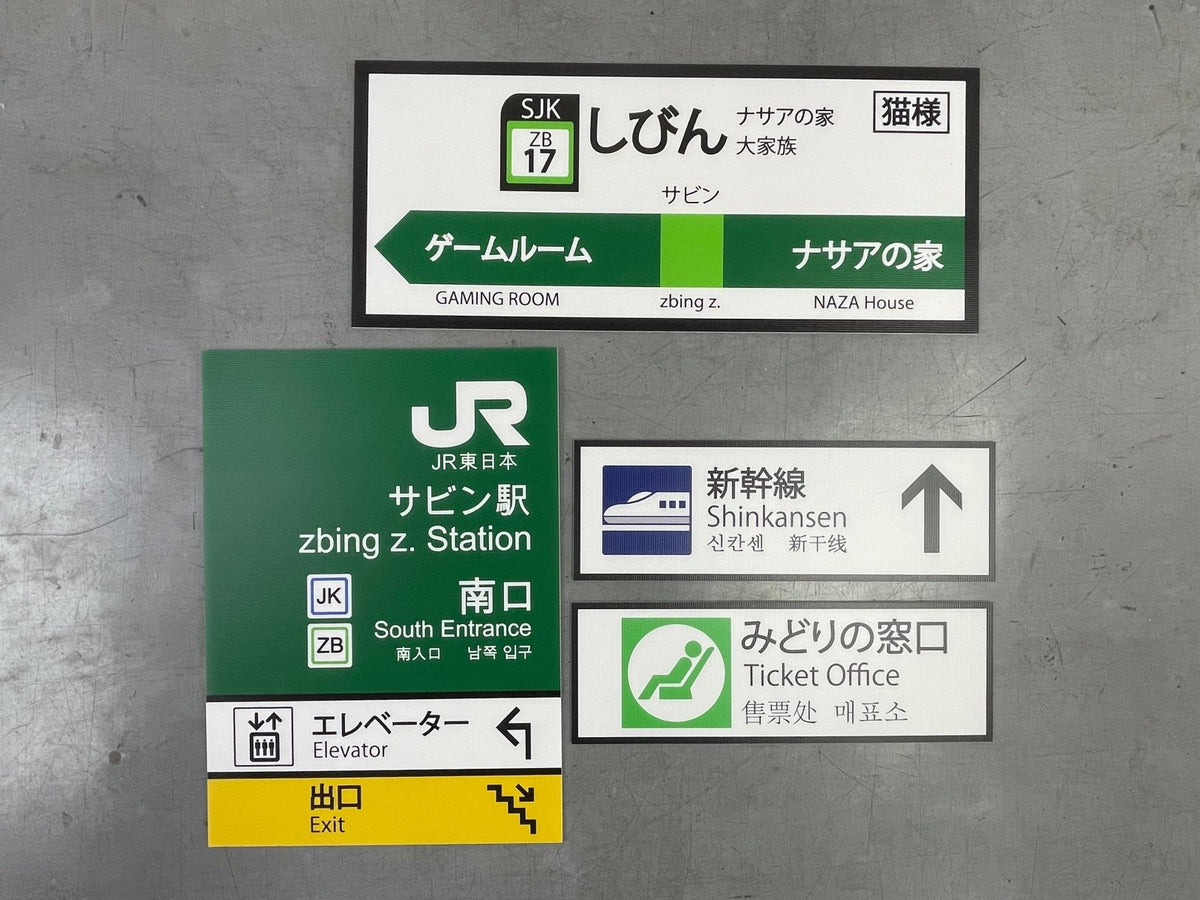 SJK
ZB
17
しびん
ナサアの家
大家族
猫様
サビン
ゲームルーム
ナサアの家
GAMING ROOM
zbing z.
NAZA House
JR
JR東日本
サビン駅
zbing z. Station
JK
南口
ZB
South Entrance
南入口 남쪽 입구
エレベーター
Elevator
出口
Exit
新幹線
Shinkansen
신칸센 新干线
みどりの窓口
Ticket Office
售票处 매표소